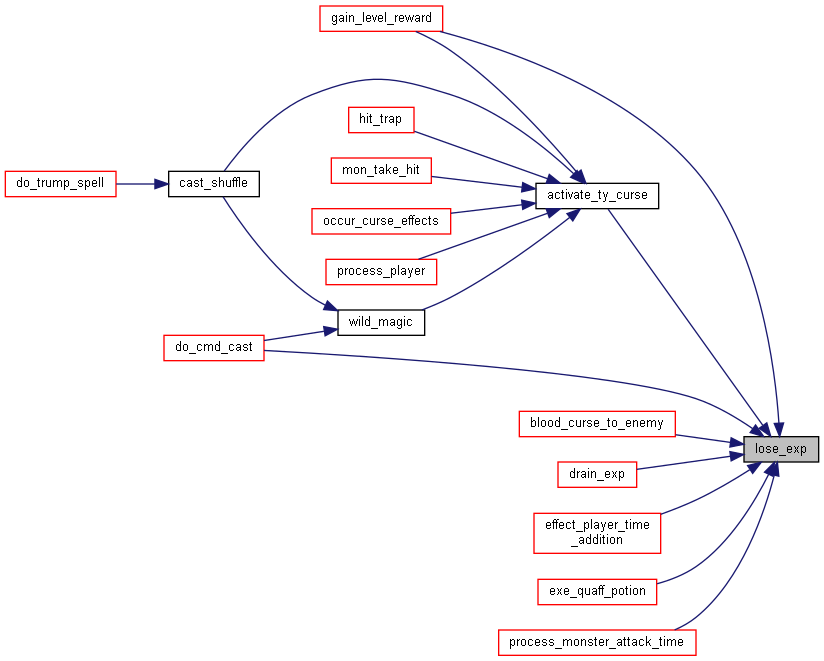 gain_level_reward
hit_trap
mon_take_hit
do_trump_spell
cast_shuffle
activate_ty_curse
occur_curse_effects
process_player
wild_magic
do_cmd_cast
blood_curse_to_enemy
lose_exp
drain_exp
effect_player_time
_addition
exe_quaff_potion
process_monster_attack_time